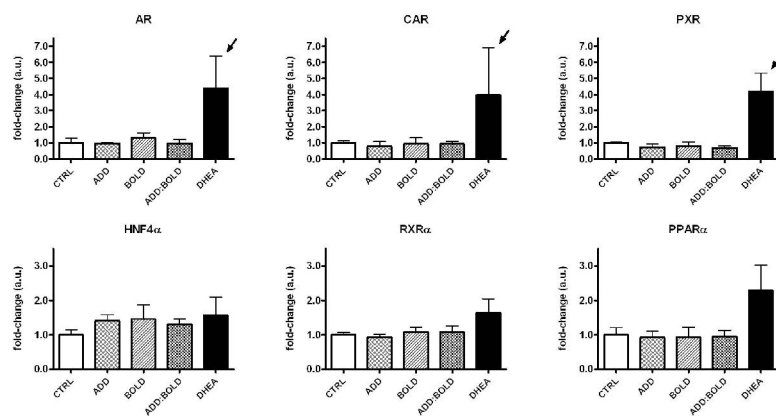 AR
CAR
PXR
fold-change (a.u.)
7.0
6.0
5.0
4.0
3.0
2.0
1.0
0.0
CTRL
ADD
BOLD
ADD:BOLD
DHEA
fold-change (a.u.)
7.0
6.0
5.0
4.0
3.0
2.0
1.0
0.0
CTRL
ADD
BOLD
ADD:BOLD
DHEA
fold-change (a.u.)
7.0
6.0
5.0
4.0
3.0
2.0
1.0
0.0
CTRL
ADD
BOLD
ADD:BOLD
DHEA
HNF4α
RXRα
PPARα
fold-change (a.u.)
3.0
2.0
1.0
0.0
CTRL
ADD
BOLD
ADD:BOLD
DHEA
fold-change (a.u.)
3.0
2.0
1.0
0.0
CTRL
ADD
BOLD
ADD:BOLD
DHEA
fold-change (a.u.)
3.0
2.0
1.0
0.0
CTRL
ADD
BOLD
ADD:BOLD
DHEA